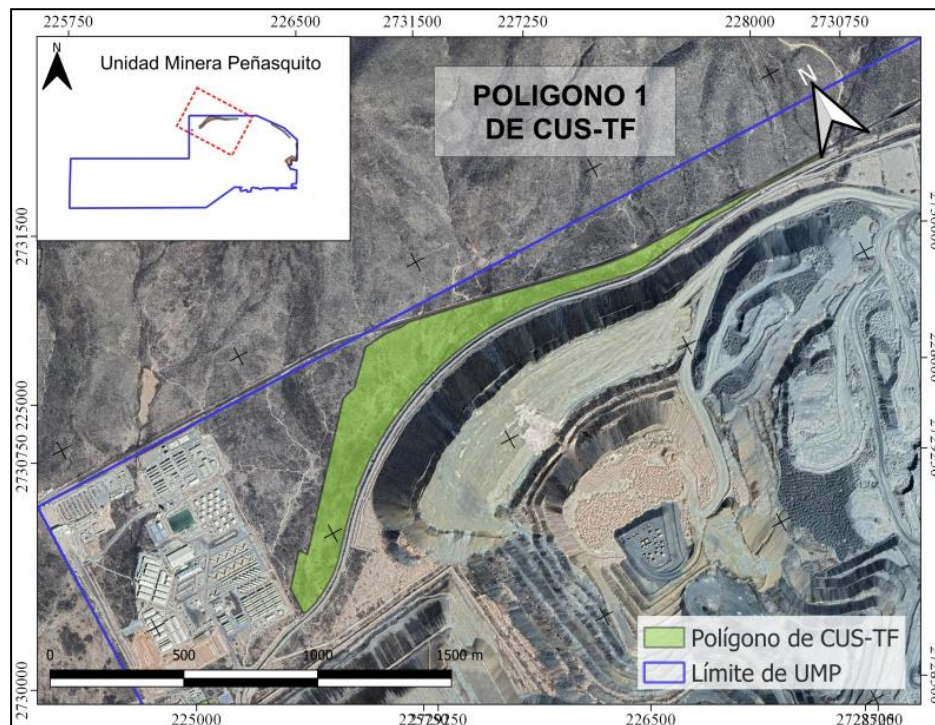 225750
226500
2731500
227250
228000
2730750
N
Unidad Minera Peñasquito
POLIGONO 1
DE CUS-TF
N
2731500
225000
2730750
2730000
228000
0
500
1000
1500 m
Polígono de CUS-TF
Límite de UMP
225000
226500